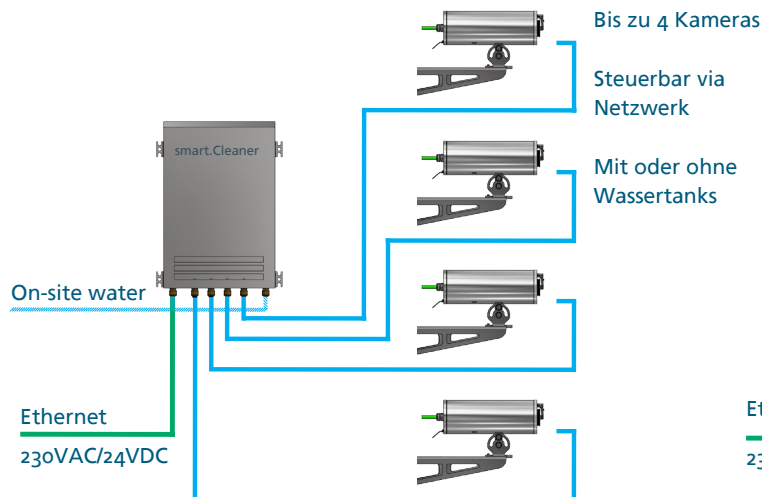 Bis zu 4 Kameras
Steuerbar via
Netzwerk
smart.Cleaner
Mit oder ohne
Wassertanks
On-site water
Ethernet
230VAC/24VDC